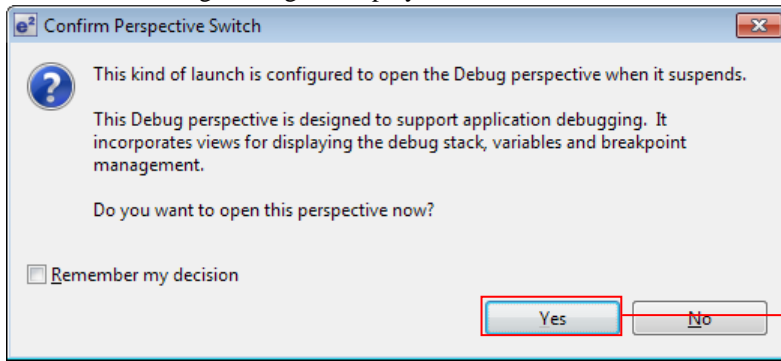 e² Confirm Perspective Switch
This kind of launch is configured to open the Debug perspective when it suspends.
This Debug perspective is designed to support application debugging. It
incorporates views for displaying the debug stack, variables and breakpoint
management.
Do you want to open this perspective now?
Remember my decision
Yes No